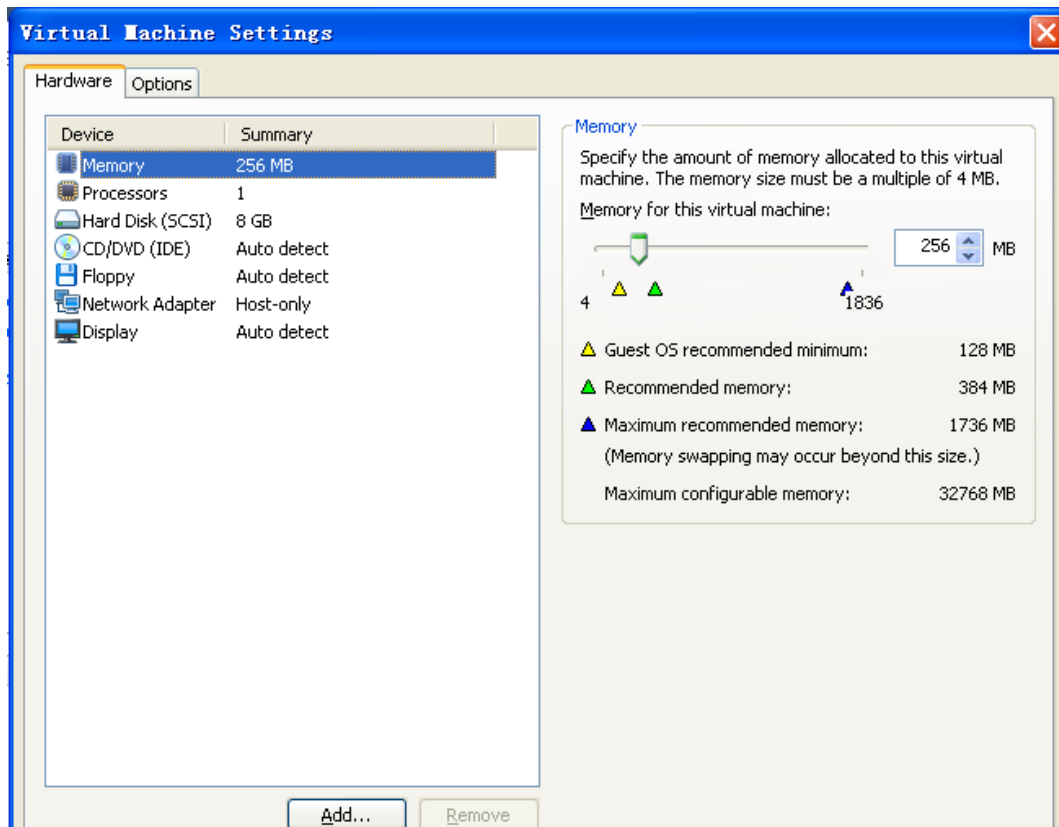 Virtual Machine Settings
Hardware
Options
Device Summary
Memory 256 MB
Processors 1
Hard Disk (SCSI) 8 GB
CD/DVD (IDE) Auto detect
Floppy Auto detect
Network Adapter Host-only
Display Auto detect
Add...
Remove
Memory
Specify the amount of memory allocated to this virtual
machine. The memory size must be a multiple of 4 MB.
Memory for this virtual machine:
256 MB
4 1836
Guest OS recommended minimum: 128 MB
Recommended memory: 384 MB
Maximum recommended memory: 1736 MB
(Memory swapping may occur beyond this size.)
Maximum configurable memory: 32768 MB